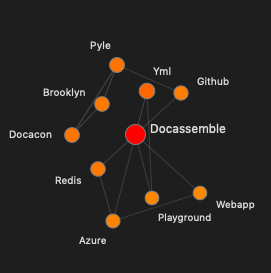 Pyle
Yml
Github
Brooklyn
Docassemble
Docacon
Redis
Webapp
Playground
Azure